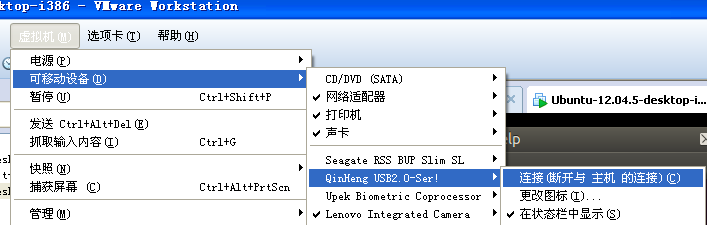 ktop-i386 - VMware Workstation
虚拟机(M) 选项卡(T) 帮助(H)
电源(P)
可移动设备(D)
暂停(U) Ctrl+Shift+P
发送 Ctrl+Alt+Del(E)
抓取输入内容(I) Ctrl+G
快照(N)
捕获屏幕 (C) Ctrl+Alt+PrtScn
管理(M)
CD/DVD (SATA)
网络适配器
打印机
声卡
Seagate RSS BUP Slim SL
QinHeng USB2.0-Ser!
Upek Biometric Coprocessor
Lenovo Integrated Camera
Ubuntu-12.04.5-desktop-i...
elp
连接(断开与 主机 的连接)(C)
更改图标(I)...
在状态栏中显示(S)